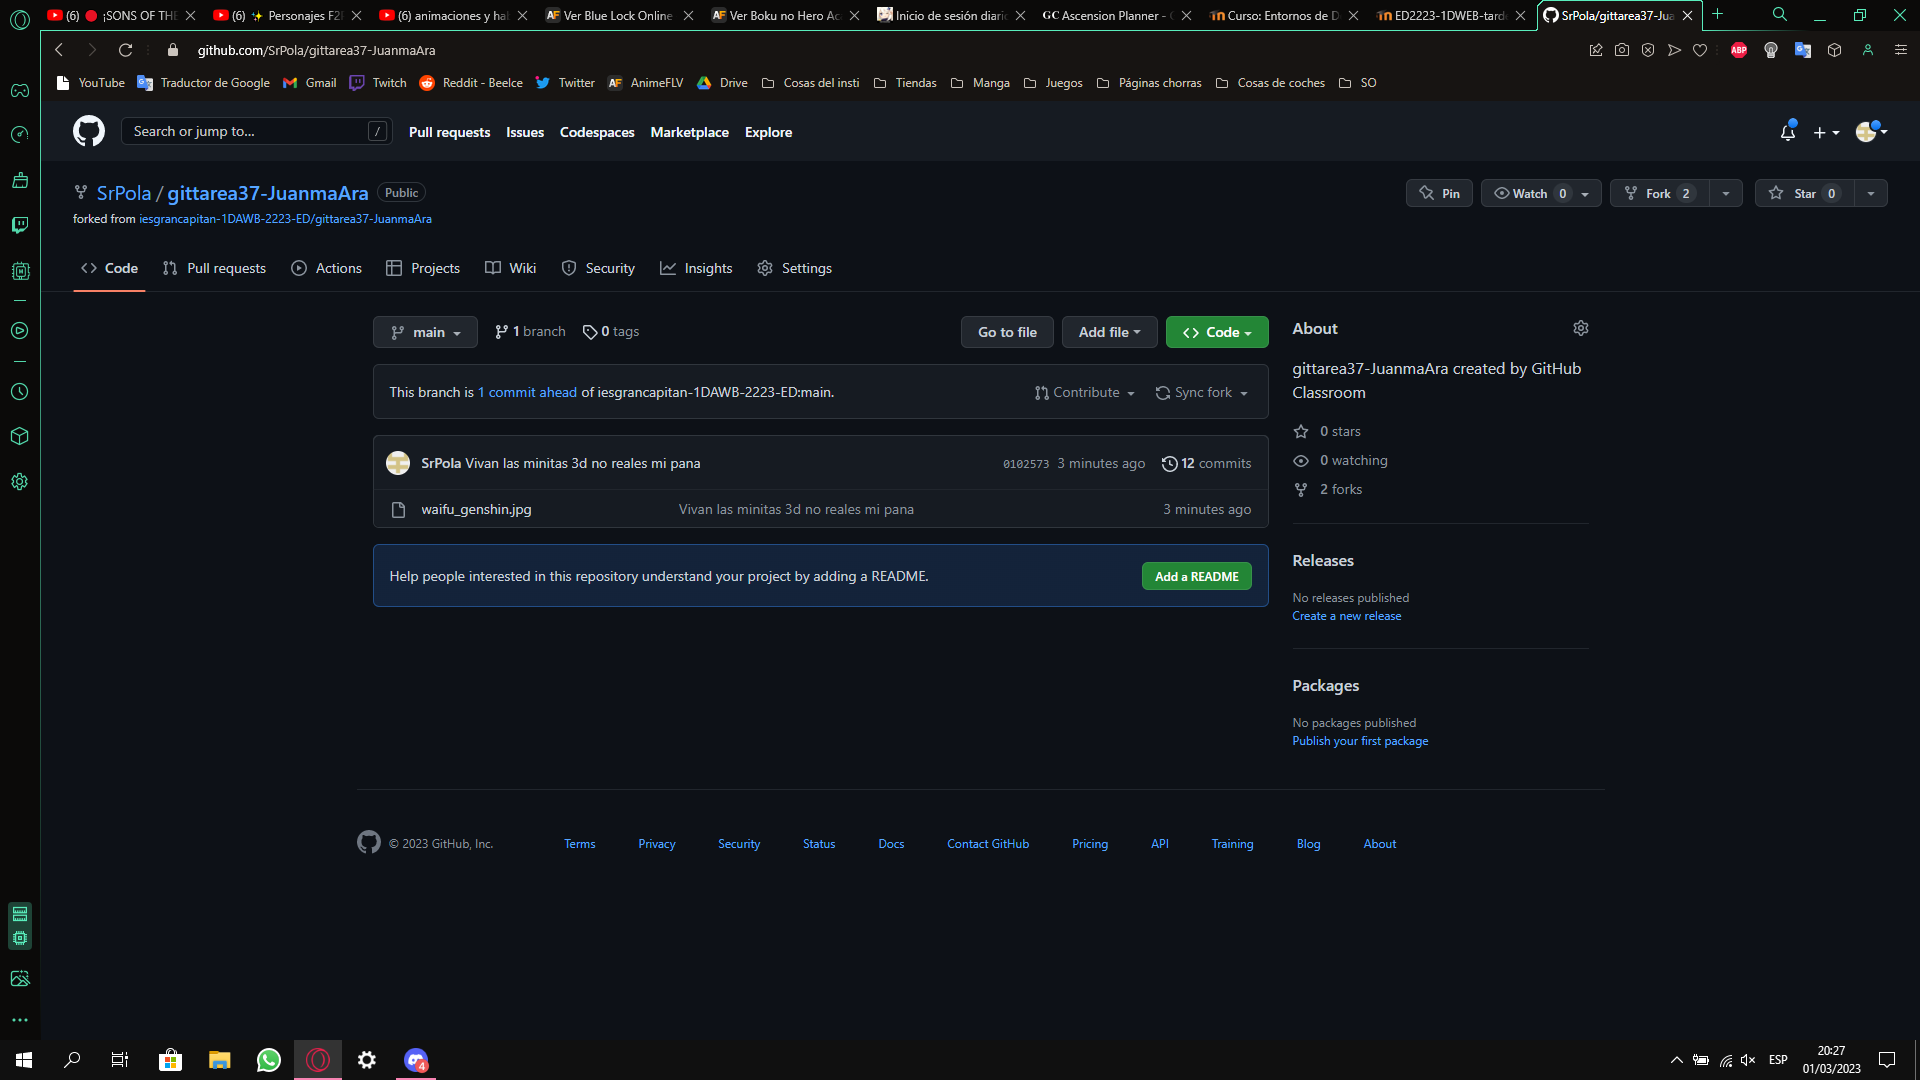 (6) 🔴 ¡SONS OF THE
(6) ✨ Personajes F2P
(6) animaciones y hab
AF Ver Blue Lock Online
AF Ver Boku no Hero Aca
Inicio de sesión diario
GC Ascension Planner - G
Curso: Entornos de D
ED2223-1DWEB-tarde
SrPola/gittarea37-Jua
github.com/SrPola/gittarea37-JuanmaAra
ABP
YouTube
Traductor de Google
Gmail
Twitch
Reddit - Beelce
Twitter
AF AnimeFLV
Drive
Cosas del insti
Tiendas
Manga
Juegos
Páginas chorras
Cosas de coches
SO
Search or jump to...
/
Pull requests
Issues
Codespaces
Marketplace
Explore
SrPola / gittarea37-JuanmaAra
Public
Pin
Watch 0
Fork 2
Star 0
forked from iesgrancapitan-1DAWB-2223-ED/gittarea37-JuanmaAra
Code
Pull requests
Actions
Projects
Wiki
Security
Insights
Settings
main
1 branch
0 tags
Go to file
Add file
Code
This branch is 1 commit ahead of iesgrancapitan-1DAWB-2223-ED:main.
Contribute
Sync fork
SrPola Vivan las minitas 3d no reales mi pana
0102573 3 minutes ago
12 commits
waifu_genshin.jpg
Vivan las minitas 3d no reales mi pana
3 minutes ago
Help people interested in this repository understand your project by adding a README.
Add a README
About
gittarea37-JuanmaAra created by GitHub
Classroom
0 stars
0 watching
2 forks
Releases
No releases published
Create a new release
Packages
No packages published
Publish your first package
© 2023 GitHub, Inc.
Terms
Privacy
Security
Status
Docs
Contact GitHub
Pricing
API
Training
Blog
About
4
ESP
20:27
01/03/2023